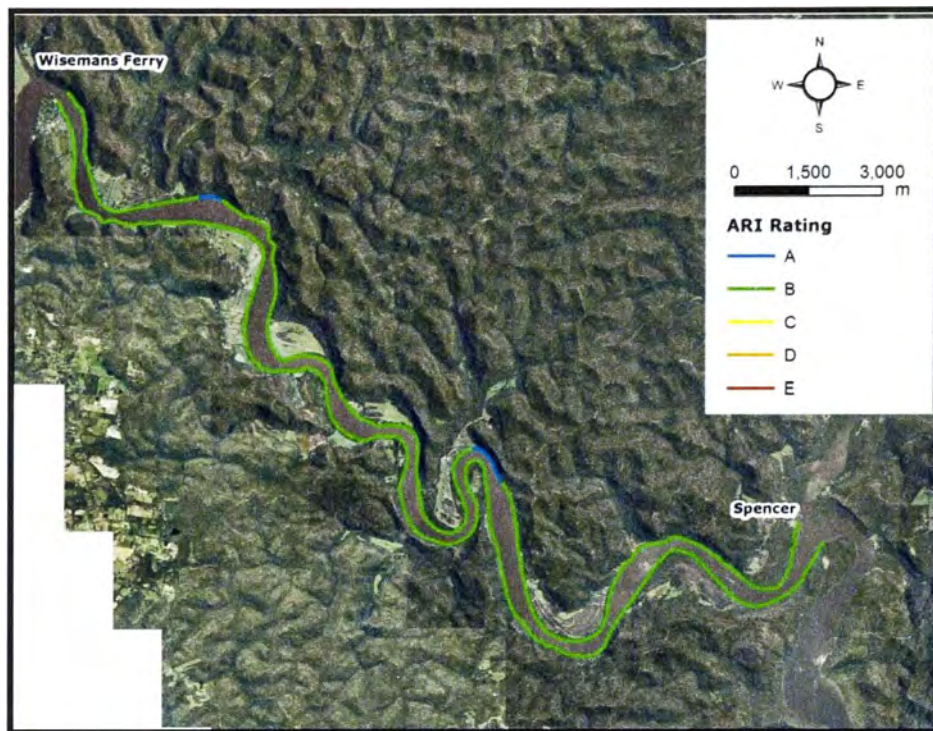 Wisemans Ferry
N
W E
S
0 1,500 3,000
m
ARI Rating
A
B
C
D
E
Spencer